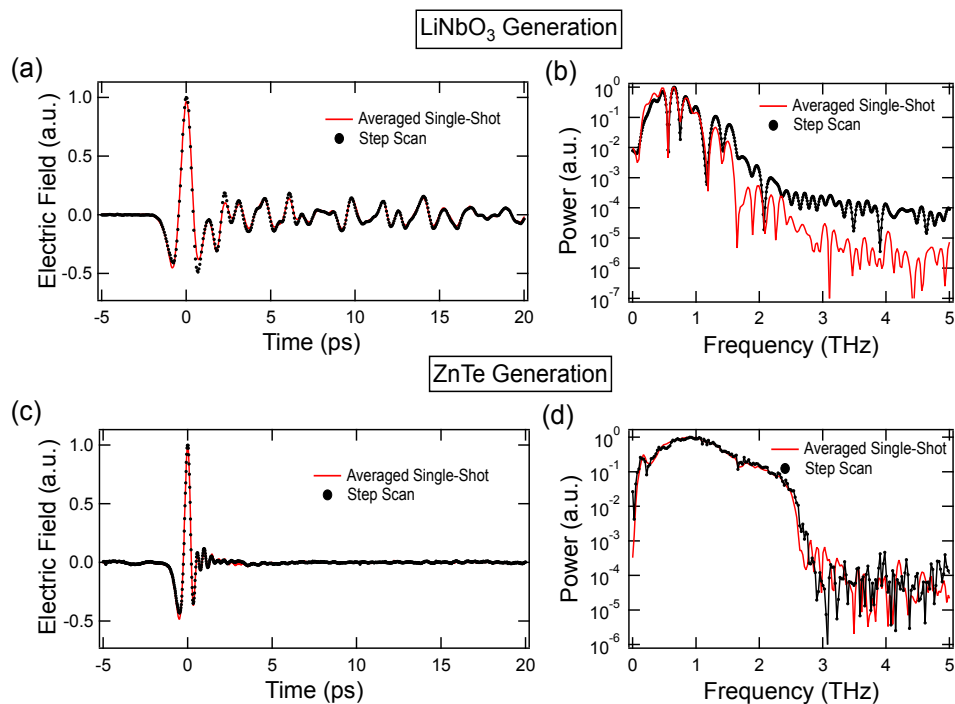 LiNbO3 Generation
(a)
Electric Field (a.u.)
1.0
0.5
0.0
-0.5
Averaged Single-Shot
Step Scan
-5 0 5 10 15 20
Time (ps)
(b)
Power (a.u.)
10^0
10^-1
10^-2
10^-3
10^-4
10^-5
10^-6
10^-7
Averaged Single-Shot
Step Scan
0 1 2 3 4 5
Frequency (THz)
ZnTe Generation
(c)
Electric Field (a.u.)
1.0
0.5
0.0
-0.5
Averaged Single-Shot
Step Scan
-5 0 5 10 15 20
Time (ps)
(d)
Power (a.u.)
10^0
10^-1
10^-2
10^-3
10^-4
10^-5
10^-6
Averaged Single-Shot
Step Scan
0 1 2 3 4 5
Frequency (THz)